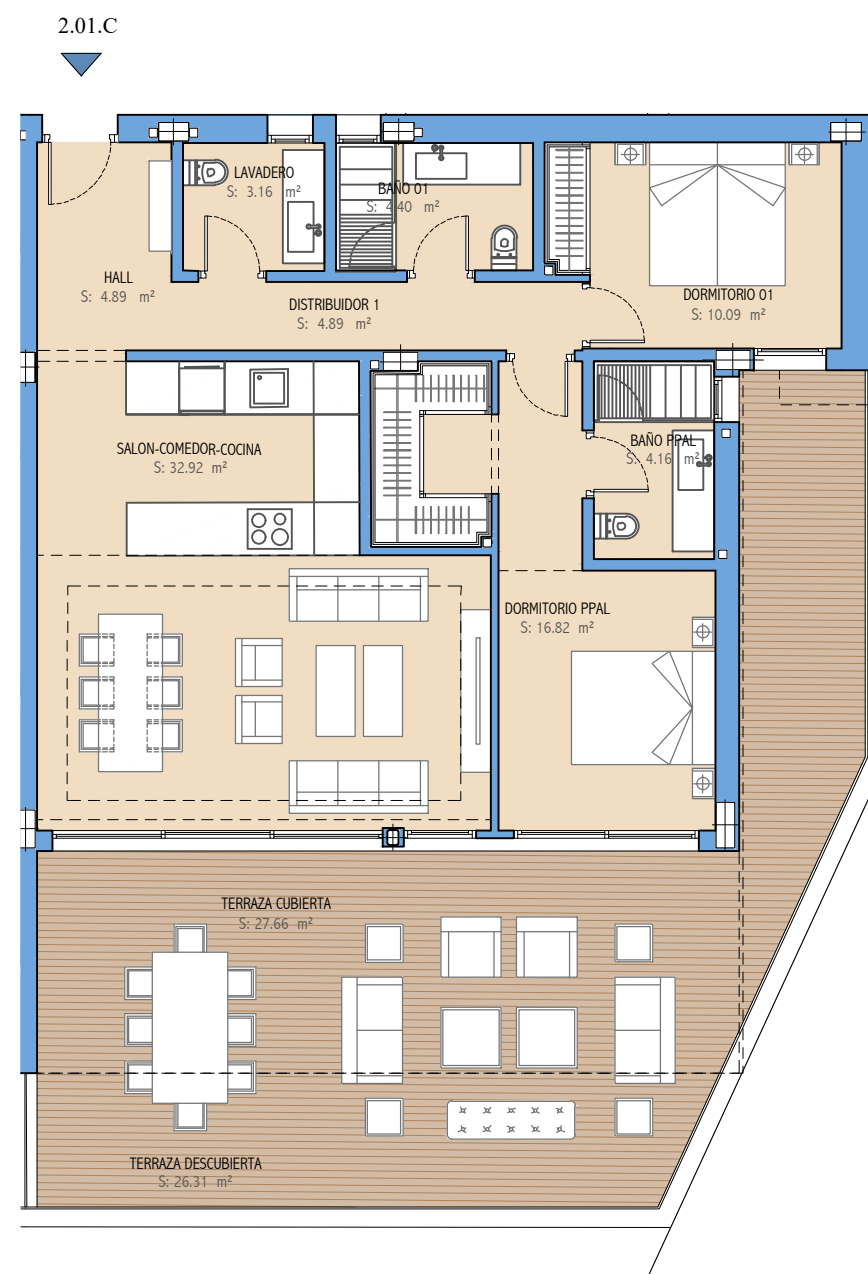 2.01.C
LAVADERO
S: 3.16 m²
BAÑO 01
S: 4.40 m²
HALL
S: 4.89 m²
DISTRIBUIDOR 1
S: 4.89 m²
DORMITORIO 01
S: 10.09 m²
SALON-COMEDOR-COCINA
S: 32.92 m²
BAÑO PPAL
S: 4.16 m²
DORMITORIO PPAL
S: 16.82 m²
TERRAZA CUBIERTA
S: 27.66 m²
TERRAZA DESCUBIERTA
S: 26.31 m²